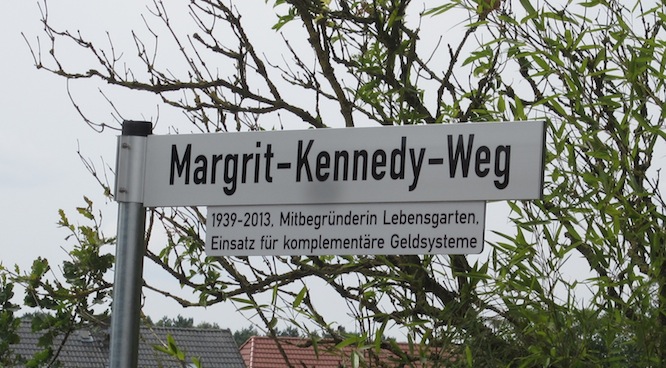 Margrit-Kennedy-Weg
1939-2013, Mitbegründerin Lebensgarten,
Einsatz für komplementäre Geldsysteme